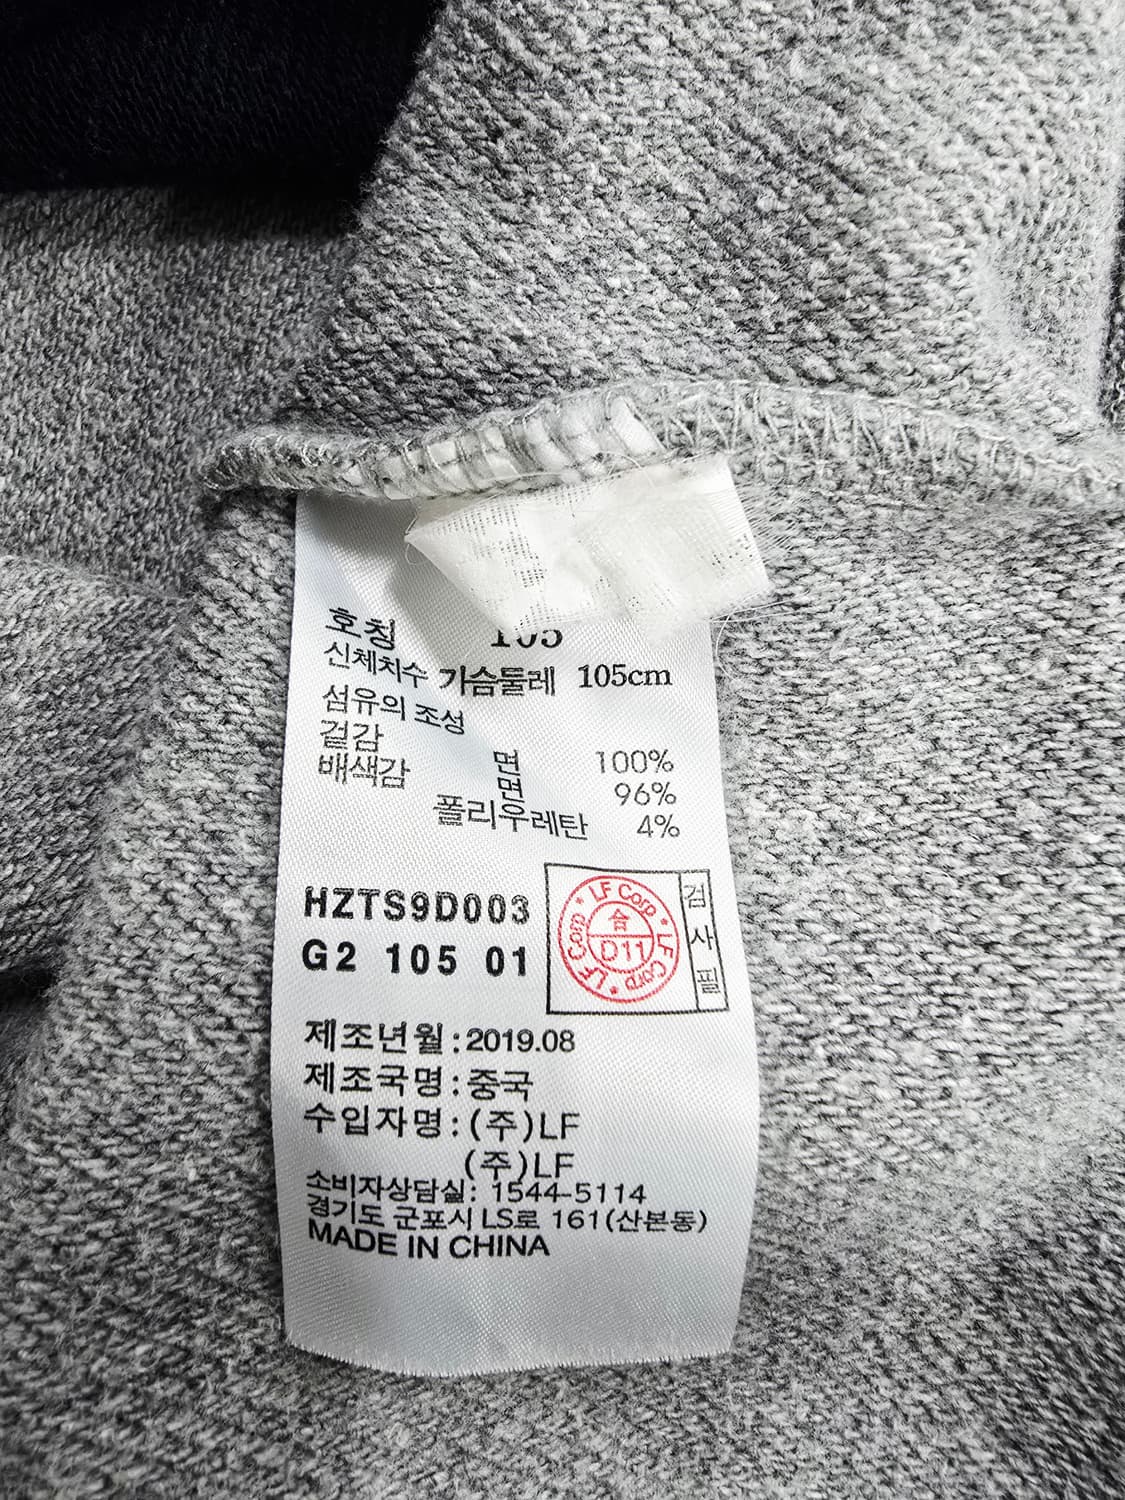 호칭 105
신체치수 가슴둘레 105cm
섬유의 조성
겉감 면 100%
배색감 면 96%
폴리우레탄 4%
HZTS9D003
G2 105 01
LF Corp * LF Corp * LF Corp *
合
D11
검사필
제조년월:2019.08
제조국명:중국
수입자명:(주)LF
(주)LF
소비자상담실: 1544-5114
경기도 군포시 LS로 161(산본동)
MADE IN CHINA